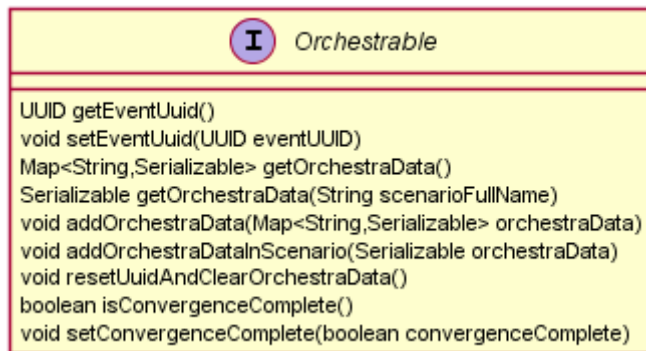 I Orchestrable
UUID getEventUuid()
void setEventUuid(UUID eventUUID)
Map<String,Serializable> getOrchestraData()
Serializable getOrchestraData(String scenarioFullName)
void addOrchestraData(Map<String,Serializable> orchestraData)
void addOrchestraDataInScenario(Serializable orchestraData)
void resetUuidAndClearOrchestraData()
boolean isConvergenceComplete()
void setConvergenceComplete(boolean convergenceComplete)